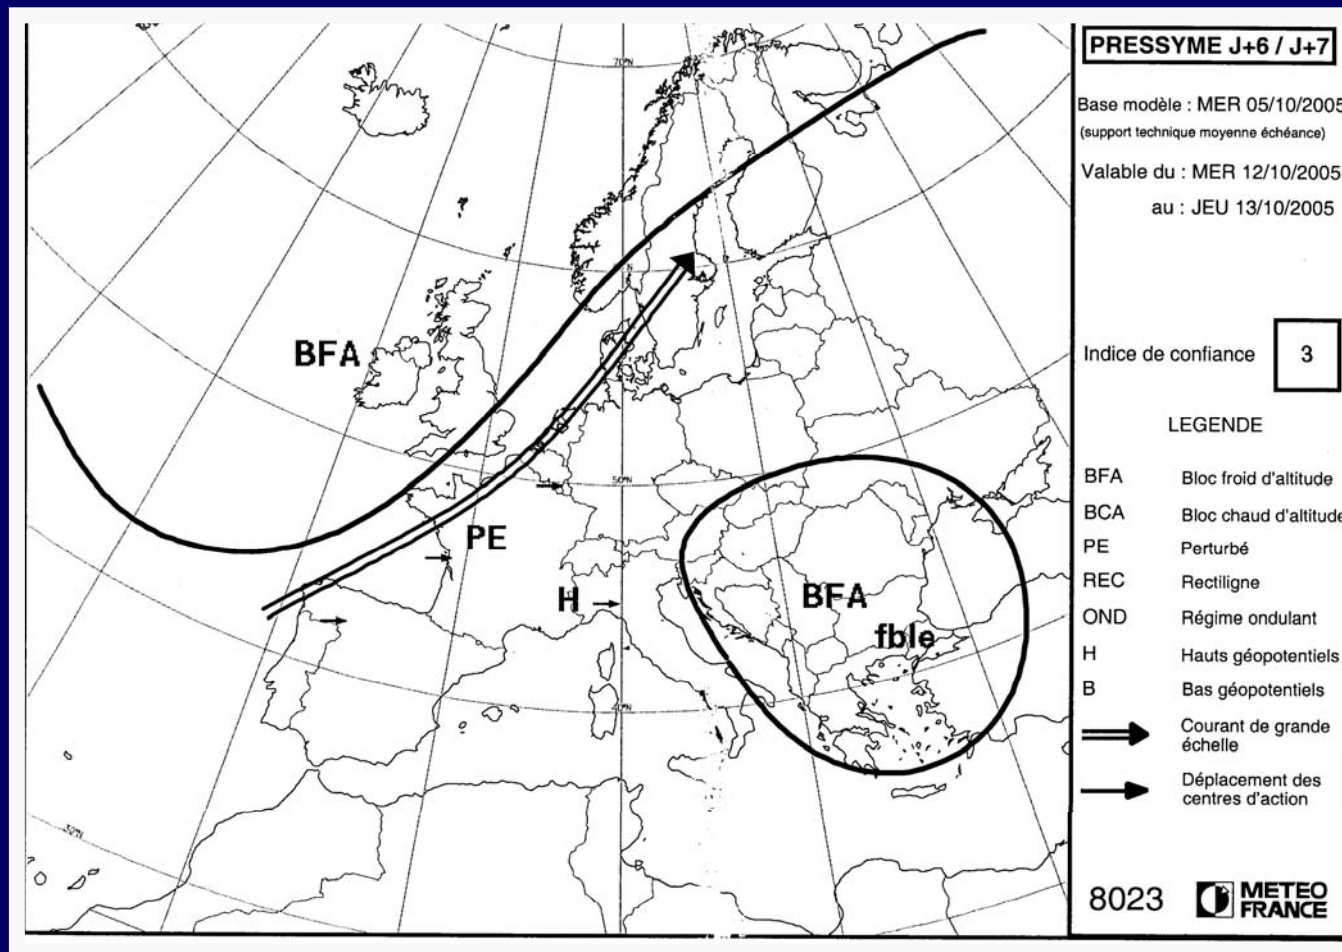 70°N
BFA
50°N
PE
H
BFA
fble
40°N
32°N
PRESSYME J+6 / J+7
Base modèle : MER 05/10/2005
(support technique moyenne échéance)
Valable du : MER 12/10/2005
au : JEU 13/10/2005
Indice de confiance 3
LEGENDE
BFA Bloc froid d'altitude
BCA Bloc chaud d'altitude
PE Perturbé
REC Rectiligne
OND Régime ondulant
H Hauts géopotentiels
B Bas géopotentiels
Courant de grande
échelle
Déplacement des
centres d'action
8023 METEO
FRANCE